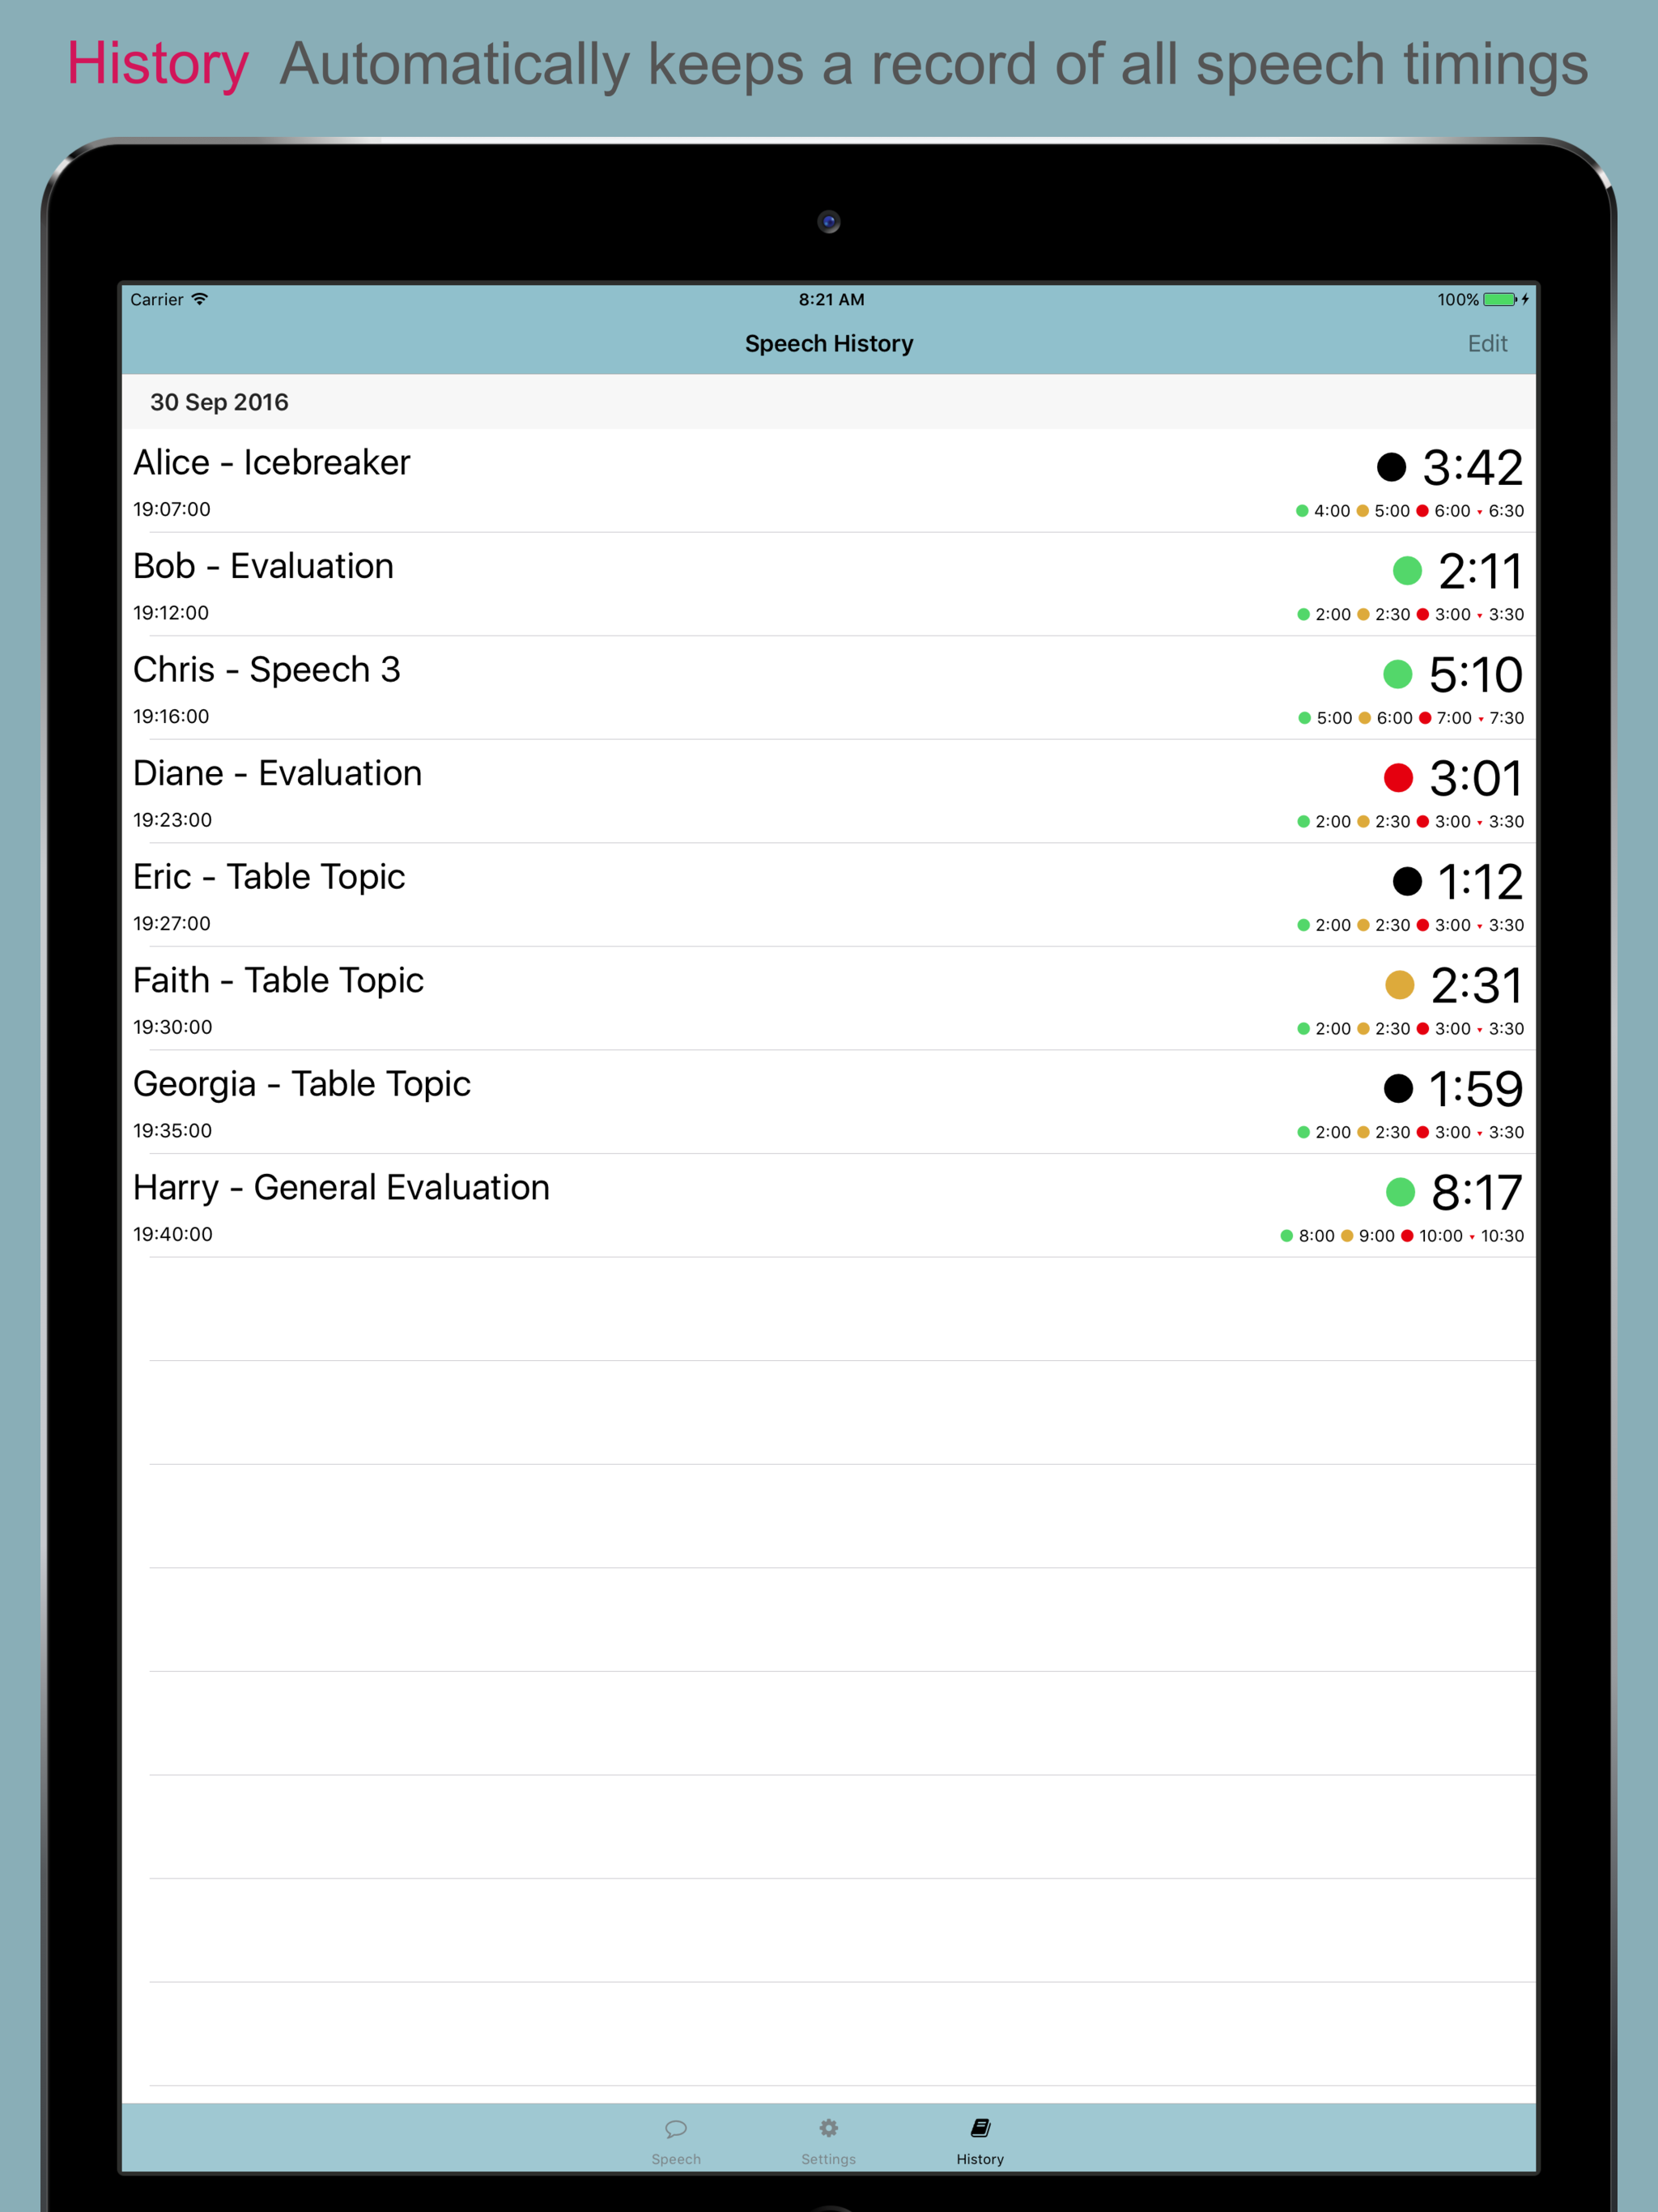 History Automatically keeps a record of all speech timings
Carrier 8:21 AM 100%
Speech History Edit
30 Sep 2016
Alice - Icebreaker 3:42
19:07:00 4:00 5:00 6:00 6:30
Bob - Evaluation 2:11
19:12:00 2:00 2:30 3:00 3:30
Chris - Speech 3 5:10
19:16:00 5:00 6:00 7:00 7:30
Diane - Evaluation 3:01
19:23:00 2:00 2:30 3:00 3:30
Eric - Table Topic 1:12
19:27:00 2:00 2:30 3:00 3:30
Faith - Table Topic 2:31
19:30:00 2:00 2:30 3:00 3:30
Georgia - Table Topic 1:59
19:35:00 2:00 2:30 3:00 3:30
Harry - General Evaluation 8:17
19:40:00 8:00 9:00 10:00 10:30
Speech Settings History